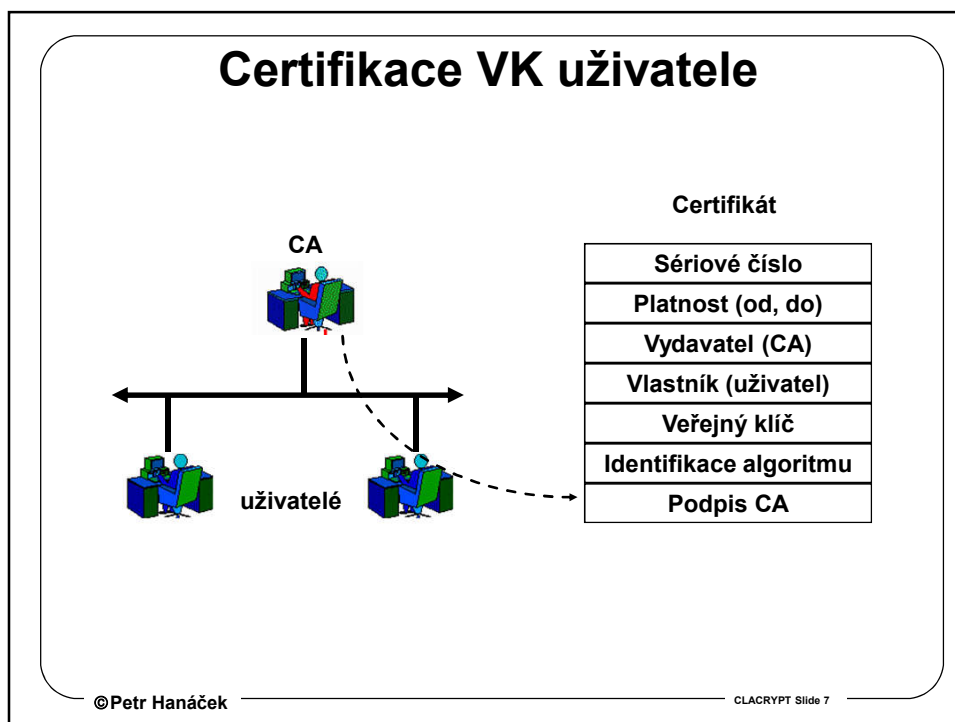 Certifikace VK uživatele
Certifikát
CA
Sériové číslo
Platnost (od, do)
Vydavatel (CA)
Vlastník (uživatel)
Veřejný klíč
Identifikace algoritmu
Podpis CA
uživatelé
©Petr Hanáček
CLACRYPT Slide 7